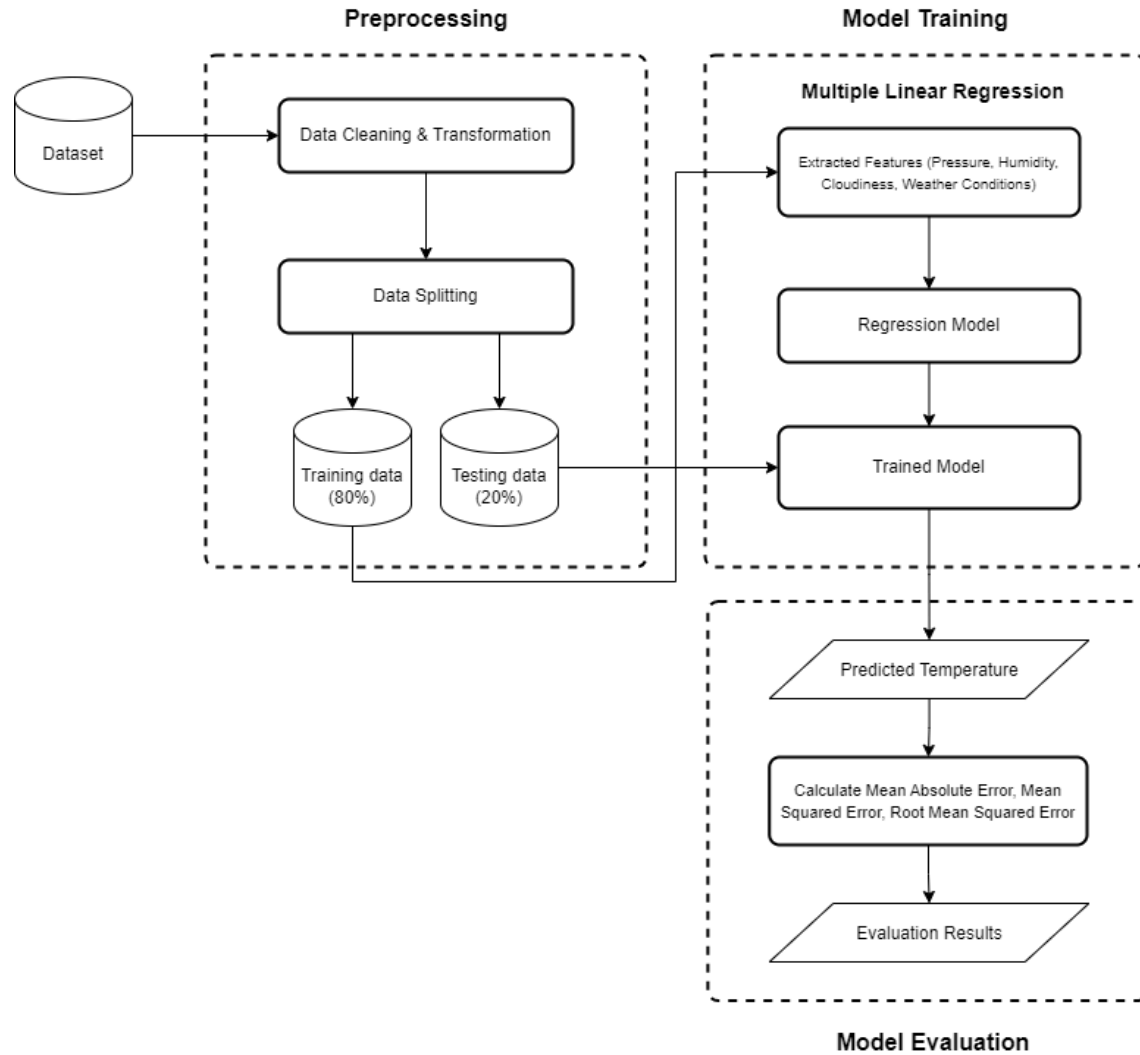 Preprocessing
Model Training
Dataset
Data Cleaning & Transformation
Data Splitting
Training data
(80%)
Testing data
(20%)
Multiple Linear Regression
Extracted Features (Pressure, Humidity,
Cloudiness, Weather Conditions)
Regression Model
Trained Model
Predicted Temperature
Calculate Mean Absolute Error, Mean
Squared Error, Root Mean Squared Error
Evaluation Results
Model Evaluation